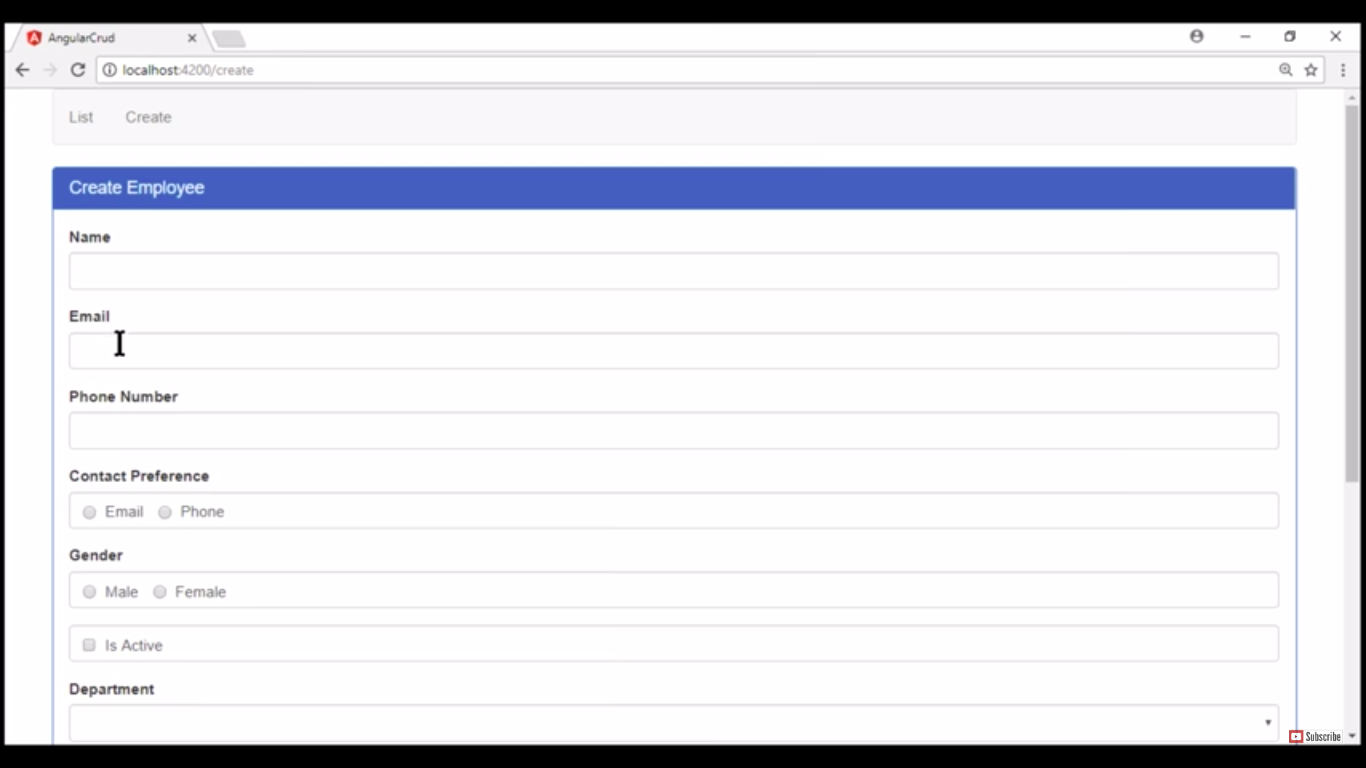 AngularCrud
localhost:4200/create
List Create
Create Employee
Name
Email
Phone Number
Contact Preference
Email Phone
Gender
Male Female
Is Active
Department
Subscribe